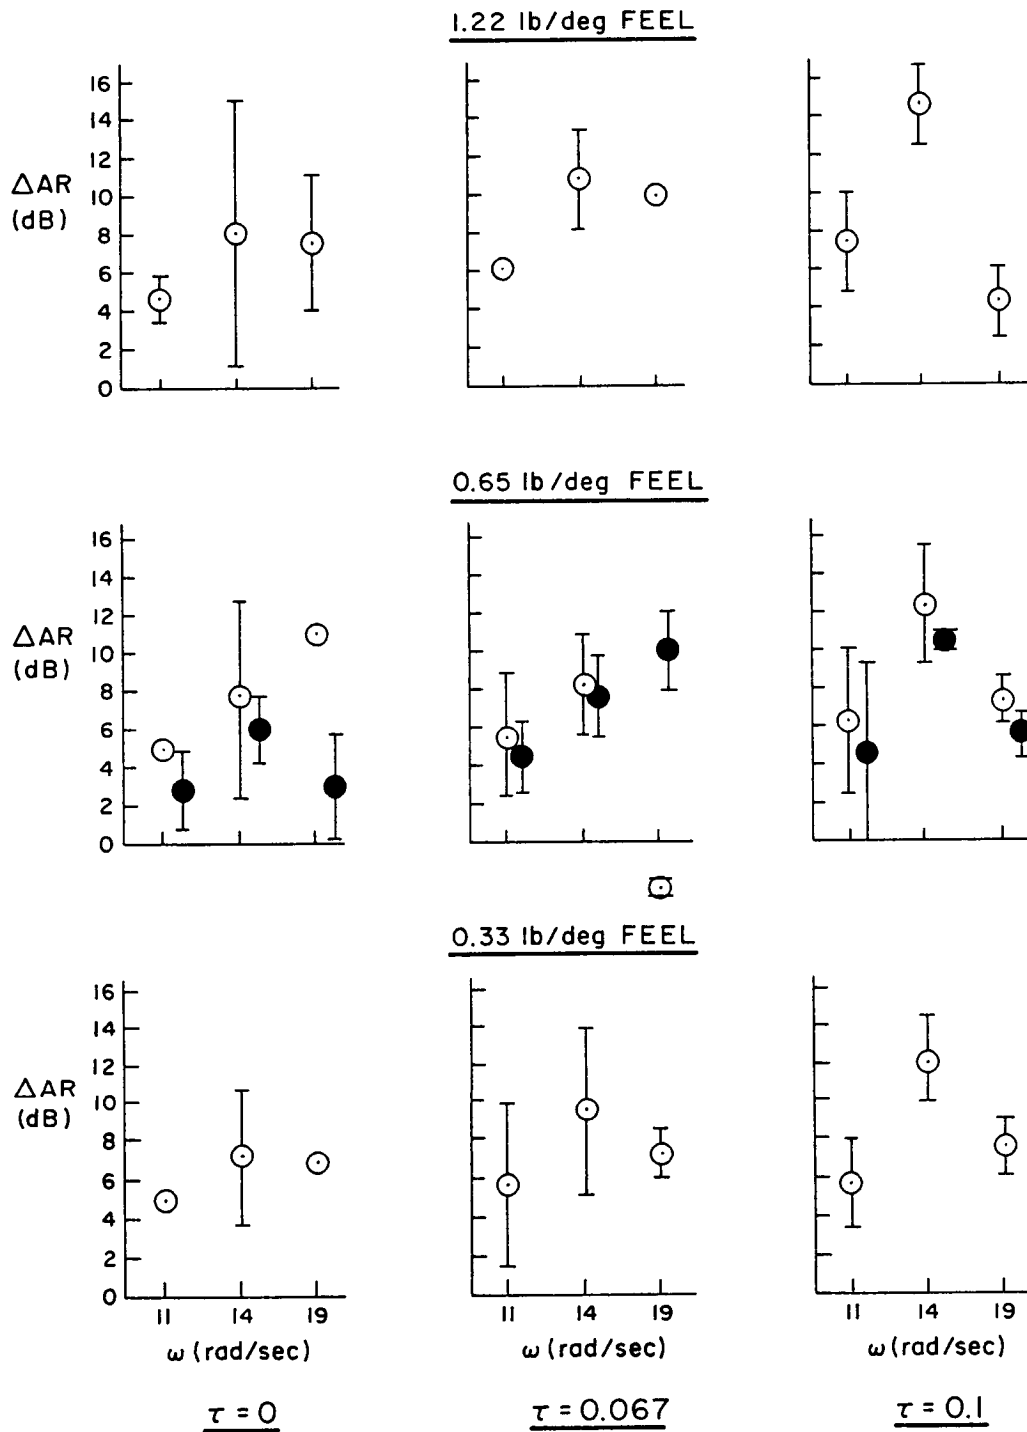 1.22 lb/deg FEEL
16
14
12
10
8
6
4
2
0
ΔAR
(dB)
0.65 lb/deg FEEL
16
14
12
10
8
6
4
2
0
ΔAR
(dB)
0.33 lb/deg FEEL
16
14
12
10
8
6
4
2
0
ΔAR
(dB)
11 14 19
ω (rad/sec)
11 14 19
ω (rad/sec)
11 14 19
ω (rad/sec)
τ = 0
τ = 0.067
τ = 0.1